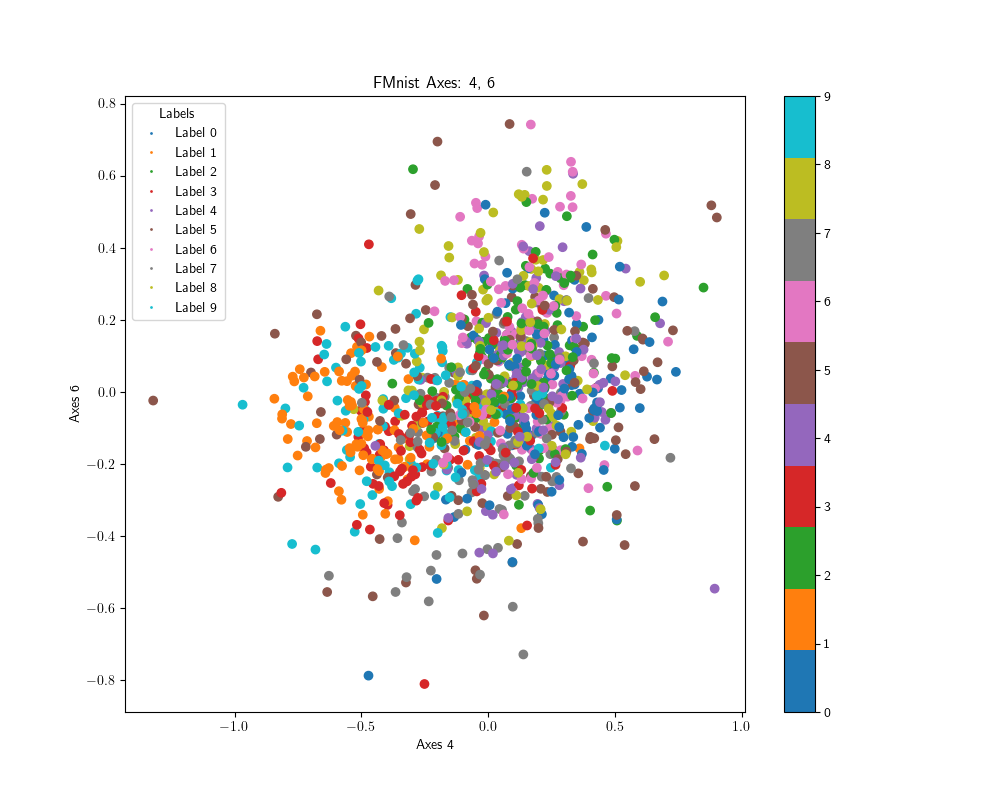 FMnist Axes: 4, 6
Labels
Label 0
Label 1
Label 2
Label 3
Label 4
Label 5
Label 6
Label 7
Label 8
Label 9
0.8
0.6
0.4
0.2
0.0
−0.2
−0.4
−0.6
−0.8
Axes 6
−1.0
−0.5
0.0
0.5
1.0
Axes 4
9
8
7
6
5
4
3
2
1
0